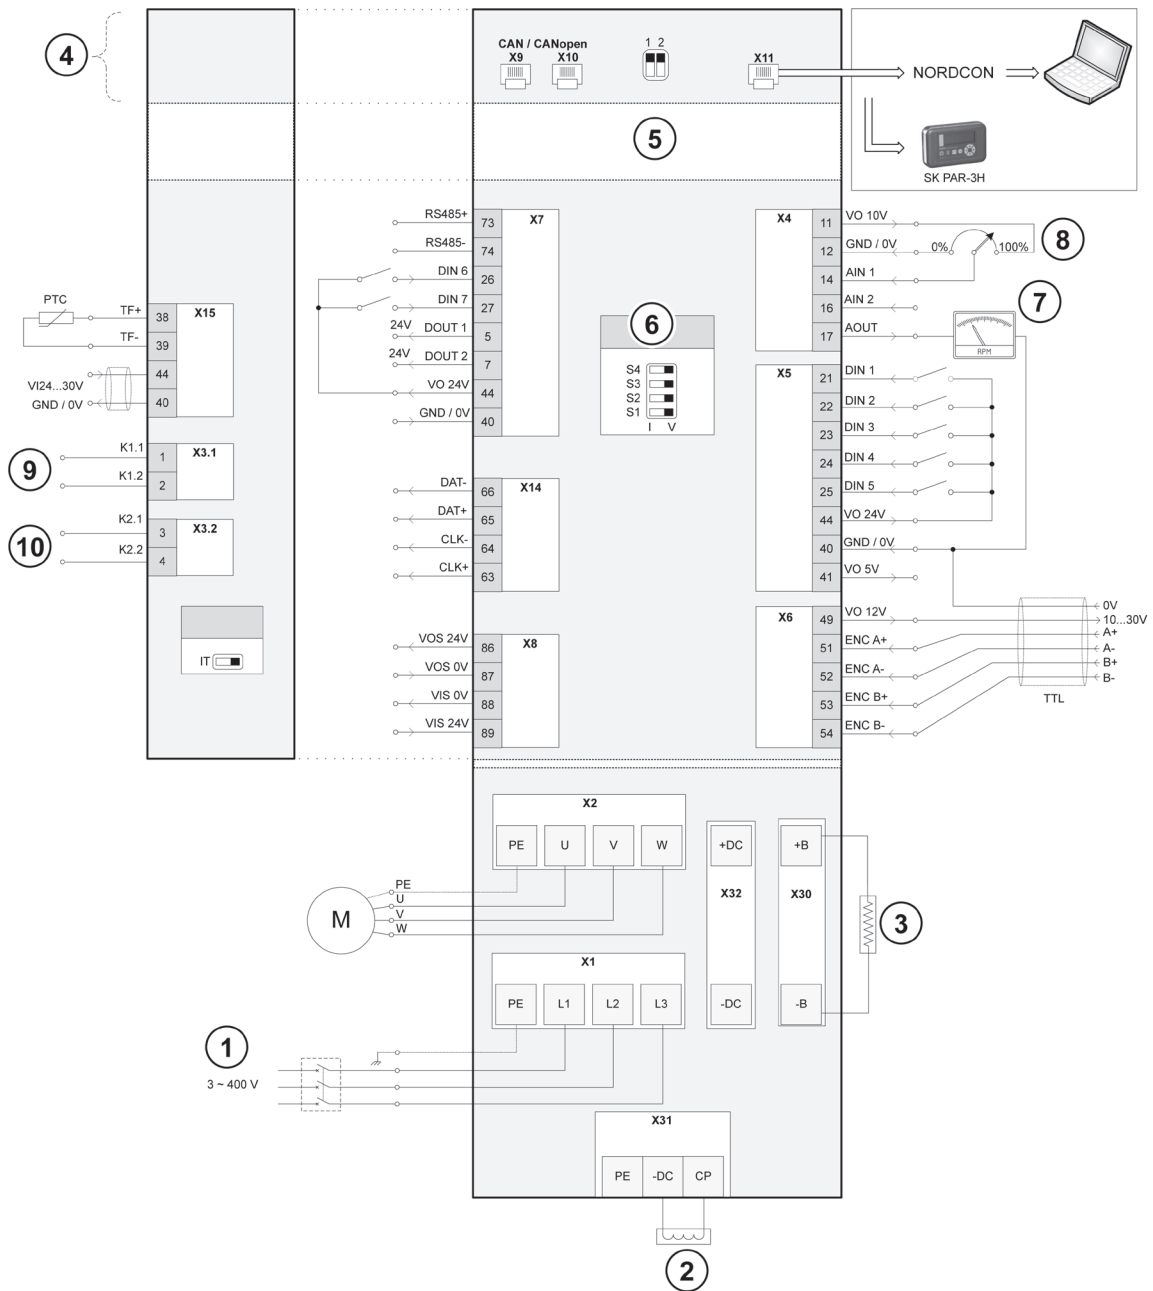 4
CAN / CANopen
X9 X10
1 2
X11
NORDCON
SK PAR-3H
5
RS485+ 73 X7
RS485- 74
DIN 6 26
DIN 7 27
24V DOUT 1 5
24V DOUT 2 7
VO 24V 44
GND / 0V 40
X4 11 VO 10V
12 GND / 0V 0% 100%
14 AIN 1
16 AIN 2
17 AOUT
8
7
RPM
PTC
TF+ 38 X15
TF- 39
VI24...30V 44
GND / 0V 40
6
S4
S3
S2
S1
I V
X5 21 DIN 1
22 DIN 2
23 DIN 3
24 DIN 4
25 DIN 5
44 VO 24V
40 GND / 0V
41 VO 5V
9
K1.1 1 X3.1
K1.2 2
10
K2.1 3 X3.2
K2.2 4
IT
DAT- 66 X14
DAT+ 65
CLK- 64
CLK+ 63
VOS 24V 86 X8
VOS 0V 87
VIS 0V 88
VIS 24V 89
X6 49 VO 12V
51 ENC A+
52 ENC A-
53 ENC B+
54 ENC B-
0V
10...30V
A+
A-
B+
B-
TTL
X2
PE U V W
M
PE
U
V
W
+DC
X32
-DC
+B
X30
-B
3
X1
PE L1 L2 L3
1
3 ~ 400 V
X31
PE -DC CP
2